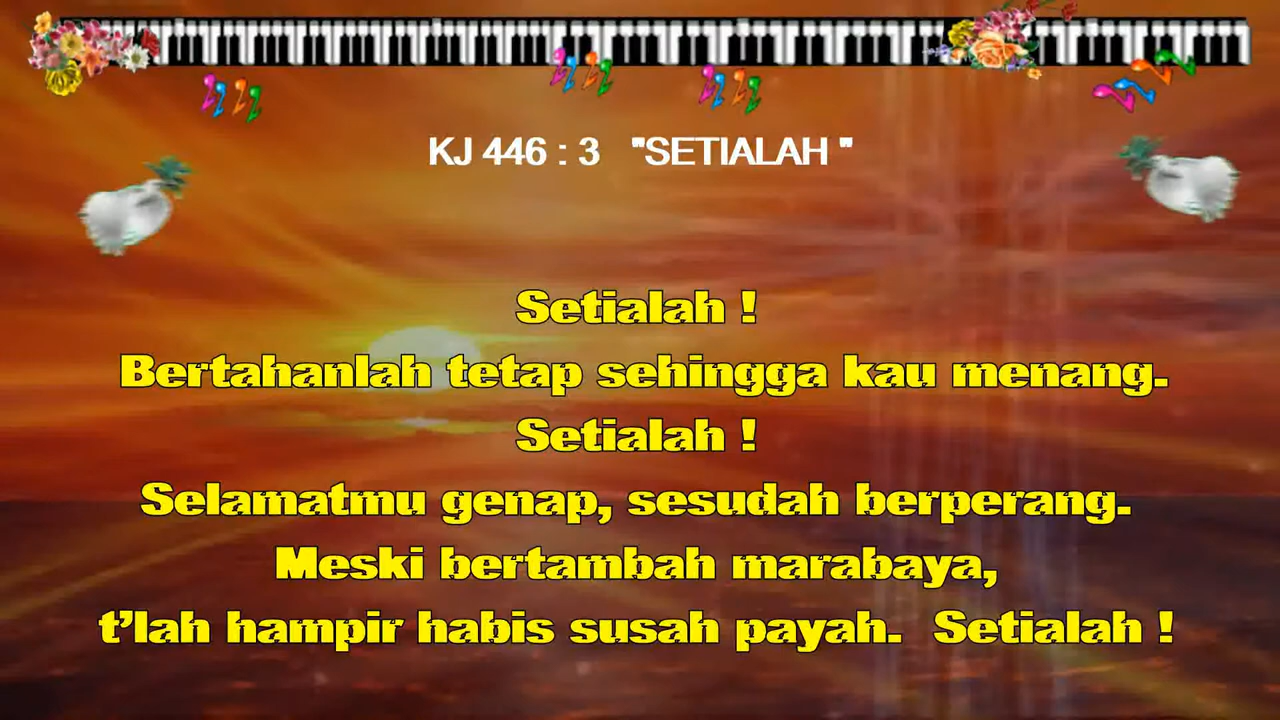 KJ 446 : 3 "SETIALAH "
Setialah !
Bertahanlah tetap sehingga kau menang.
Setialah !
Selamatmu genap, sesudah berperang.
Meski bertambah marabaya,
t’lah hampir habis susah payah. Setialah !